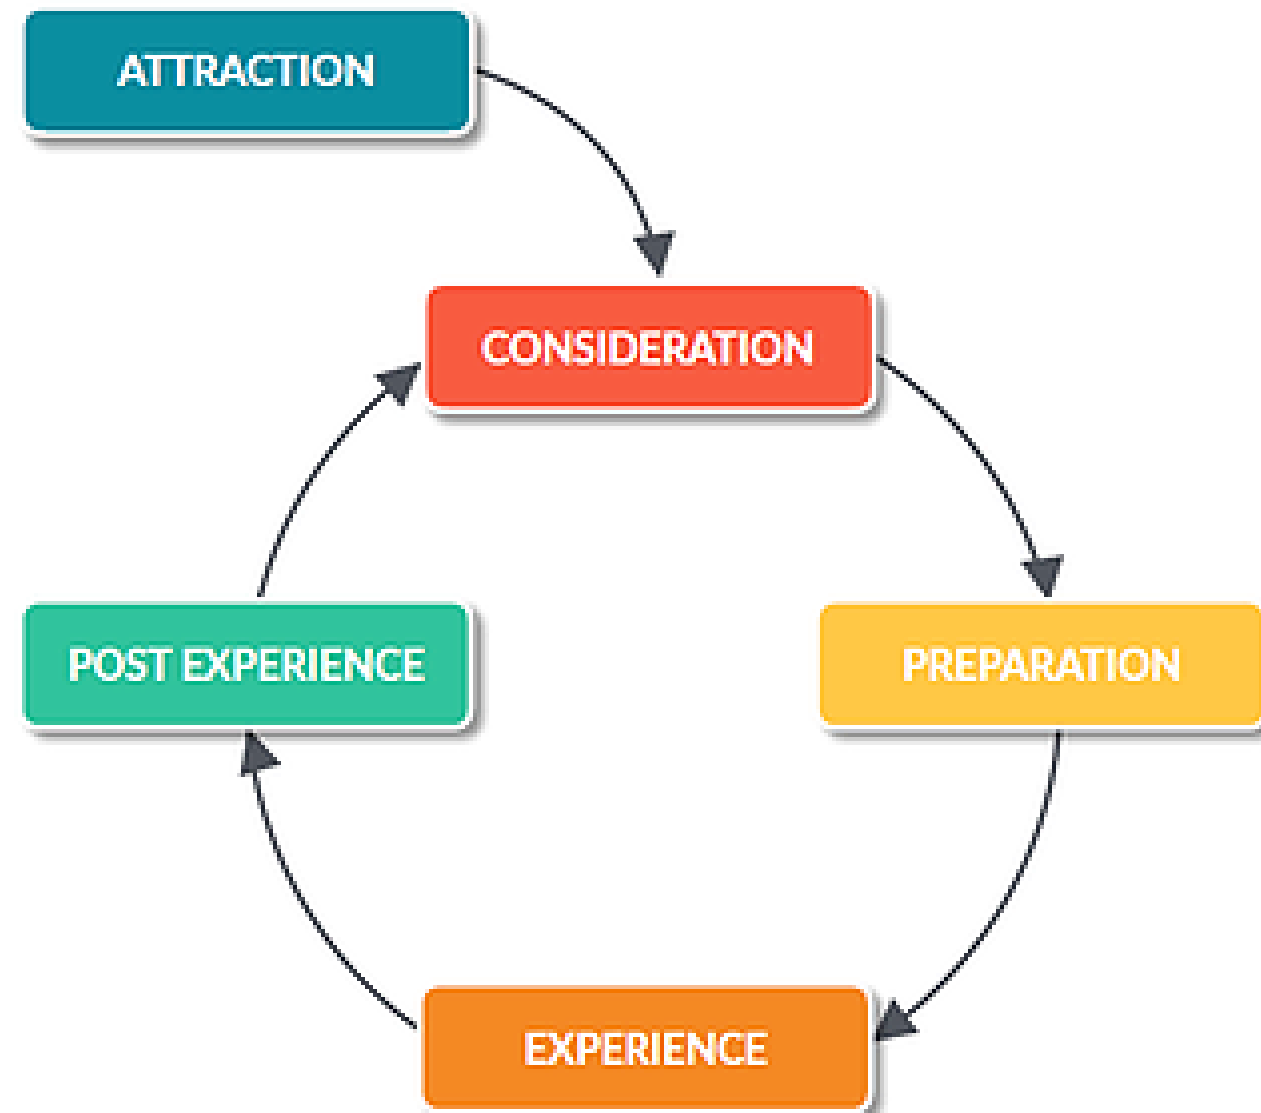 ATTRACTION
CONSIDERATION
POST EXPERIENCE
PREPARATION
EXPERIENCE